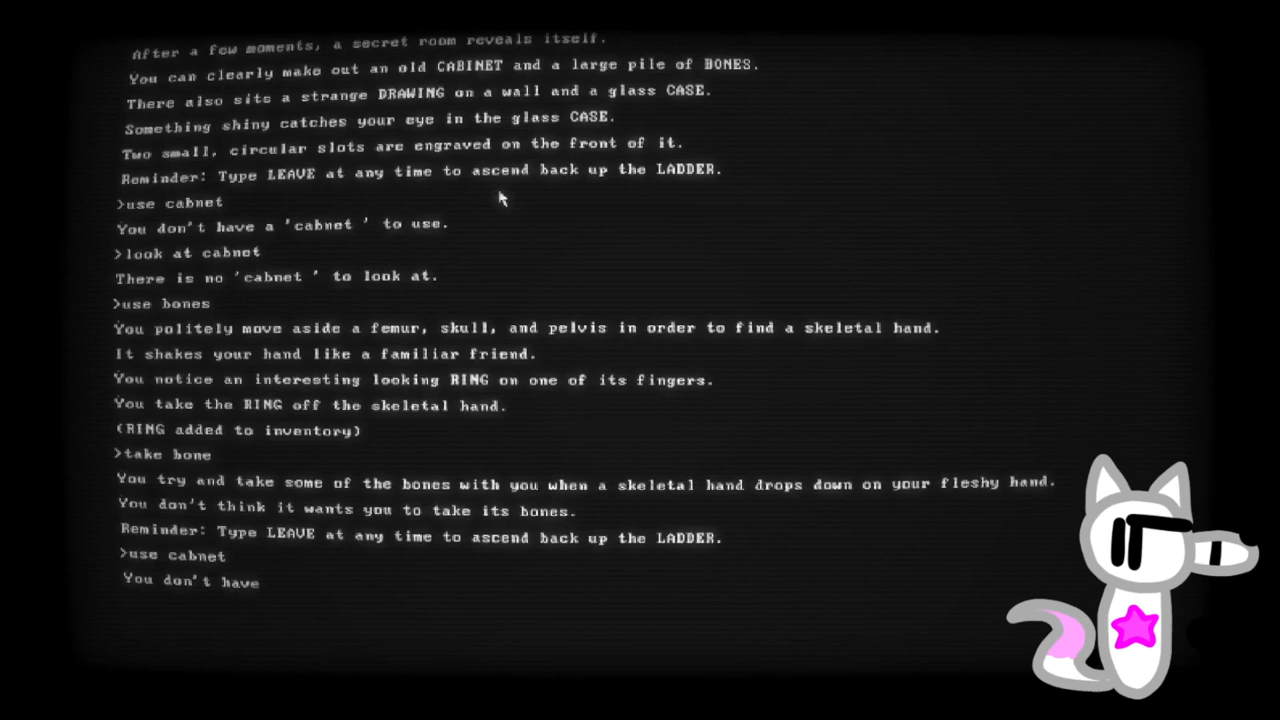 After a few moments, a secret room reveals itself.
You can clearly make out an old CABINET and a large pile of BONES.
There also sits a strange DRAWING on a wall and a glass CASE.
Something shiny catches your eye in the glass CASE.
Two small, circular slots are engraved on the front of it.
Reminder: Type LEAVE at any time to ascend back up the LADDER.
>use cabnet
You don't have a 'cabnet ' to use.
>look at cabnet
There is no 'cabnet ' to look at.
>use bones
You politely move aside a femur, skull, and pelvis in order to find a skeletal hand.
It shakes your hand like a familiar friend.
You notice an interesting looking RING on one of its fingers.
You take the RING off the skeletal hand.
(RING added to inventory)
>take bone
You try and take some of the bones with you when a skeletal hand drops down on your fleshy hand.
You don't think it wants you to take its bones.
Reminder: Type LEAVE at any time to ascend back up the LADDER.
>use cabnet
You don't have